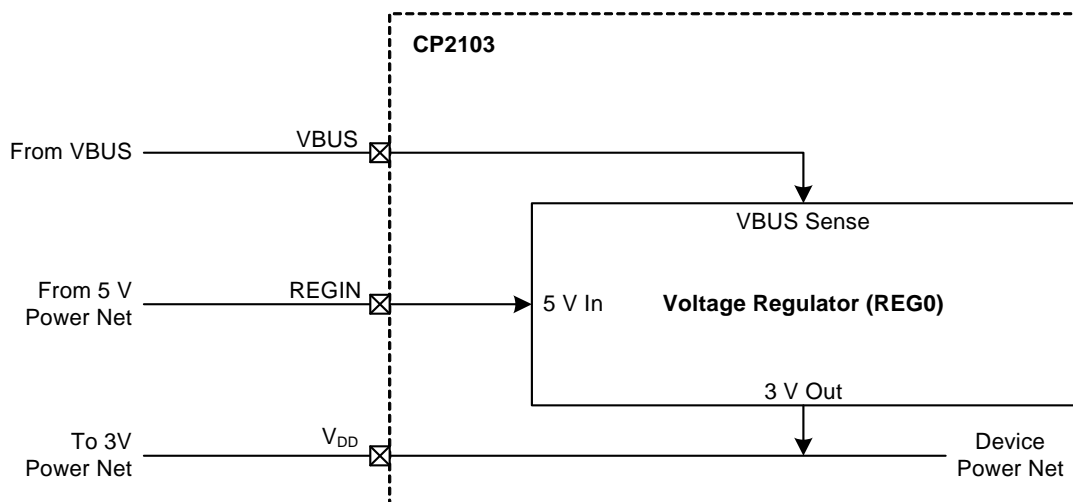 CP2103
From VBUS
VBUS
VBUS Sense
From 5 V
Power Net
REGIN
5 V In
Voltage Regulator (REG0)
3 V Out
To 3V
Power Net
VDD
Device
Power Net